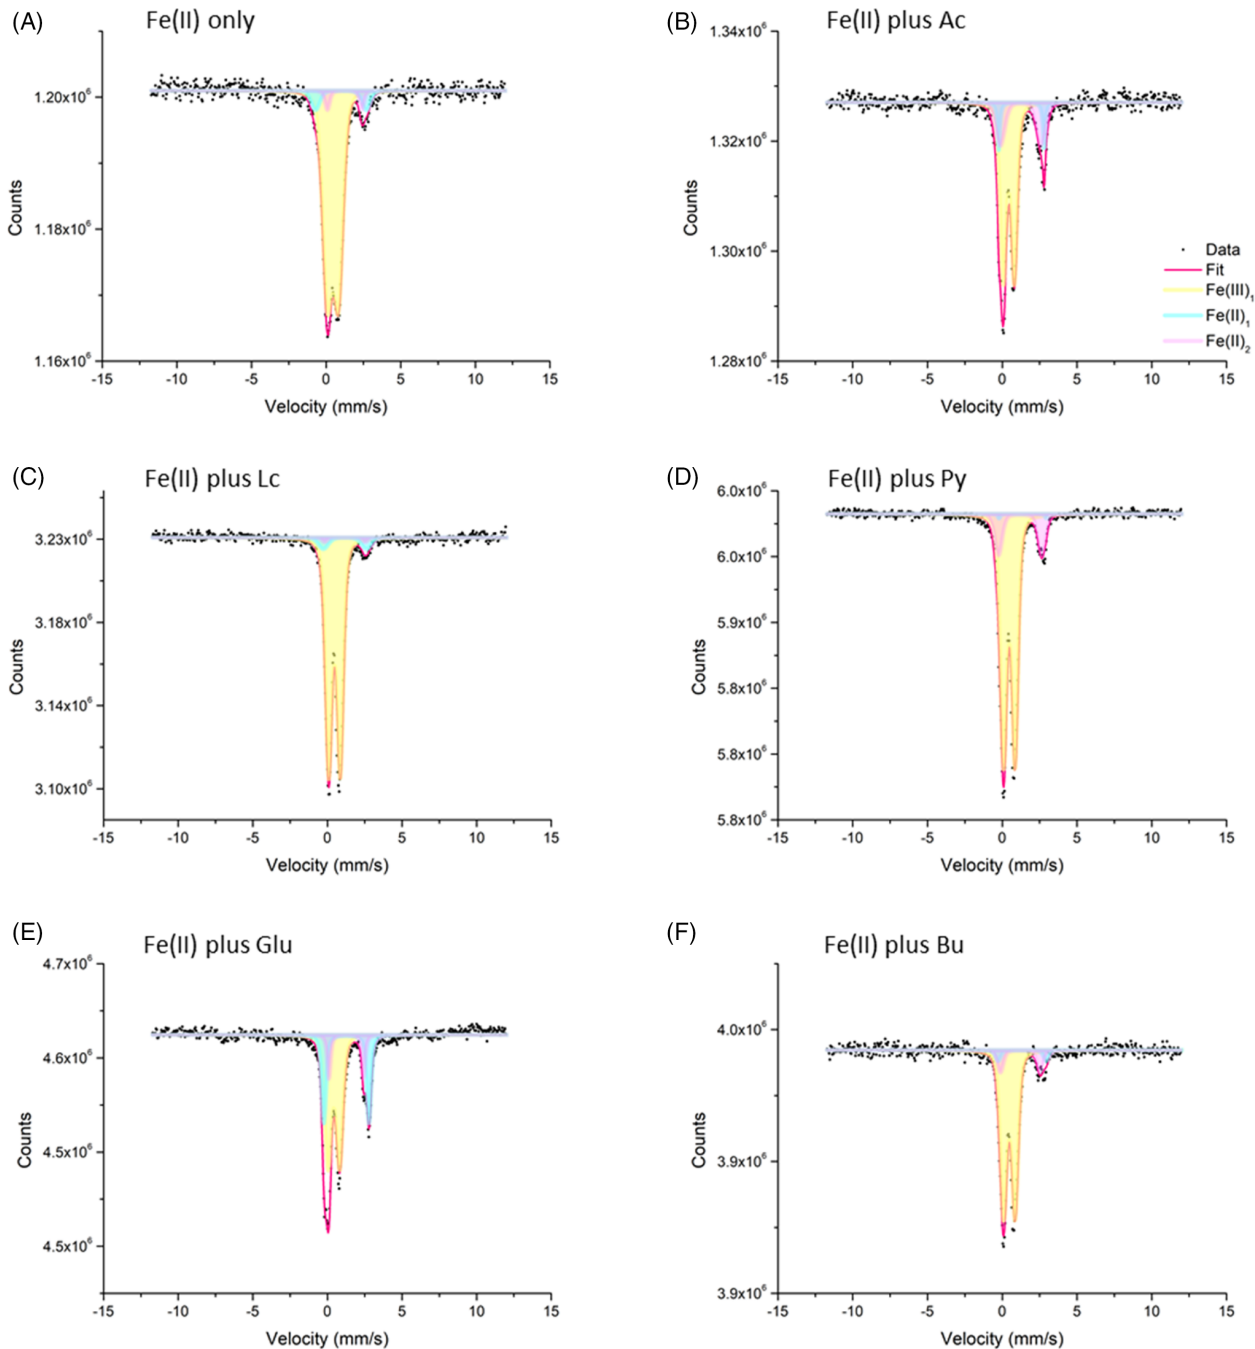 (A) Fe(II) only
1.20x10⁶
1.18x10⁶
1.16x10⁶
Counts
-15 -10 -5 0 5 10 15
Velocity (mm/s)
(B) Fe(II) plus Ac
1.34x10⁶
1.32x10⁶
1.30x10⁶
1.28x10⁶
Counts
Data
Fit
Fe(III)₁
Fe(II)₁
Fe(II)₂
-15 -10 -5 0 5 10 15
Velocity (mm/s)
(C) Fe(II) plus Lc
3.23x10⁶
3.18x10⁶
3.14x10⁶
3.10x10⁶
Counts
-15 -10 -5 0 5 10 15
Velocity (mm/s)
(D) Fe(II) plus Py
6.0x10⁶
6.0x10⁶
5.9x10⁶
5.8x10⁶
5.8x10⁶
5.8x10⁶
Counts
-15 -10 -5 0 5 10 15
Velocity (mm/s)
(E) Fe(II) plus Glu
4.7x10⁶
4.6x10⁶
4.5x10⁶
4.5x10⁶
Counts
-15 -10 -5 0 5 10 15
Velocity (mm/s)
(F) Fe(II) plus Bu
4.0x10⁶
3.9x10⁶
3.9x10⁶
Counts
-15 -10 -5 0 5 10 15
Velocity (mm/s)